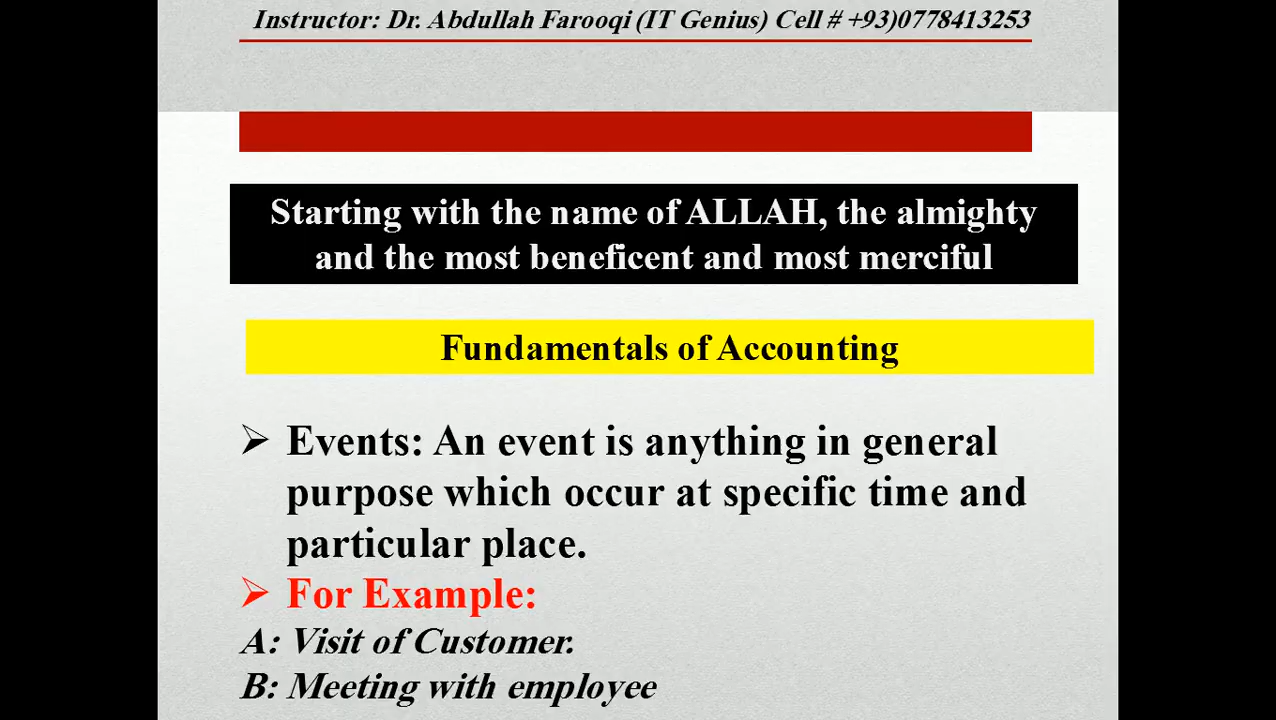 Instructor: Dr. Abdullah Farooqi (IT Genius) Cell # +93)0778413253
Starting with the name of ALLAH, the almighty
and the most beneficent and most merciful
Fundamentals of Accounting
➢ Events: An event is anything in general
purpose which occur at specific time and
particular place.
➢ For Example:
A: Visit of Customer.
B: Meeting with employee